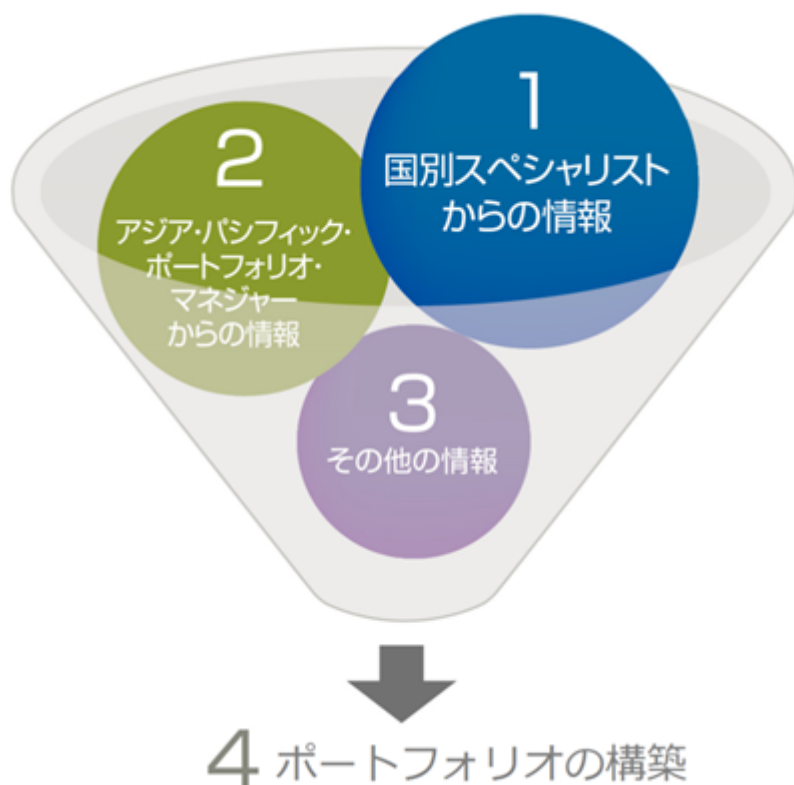 1
国別スペシャリスト
からの情報
2
アジア・パシフィック・
ポートフォリオ・
マネジャー
からの情報
3
その他の情報
4 ポートフォリオの構築